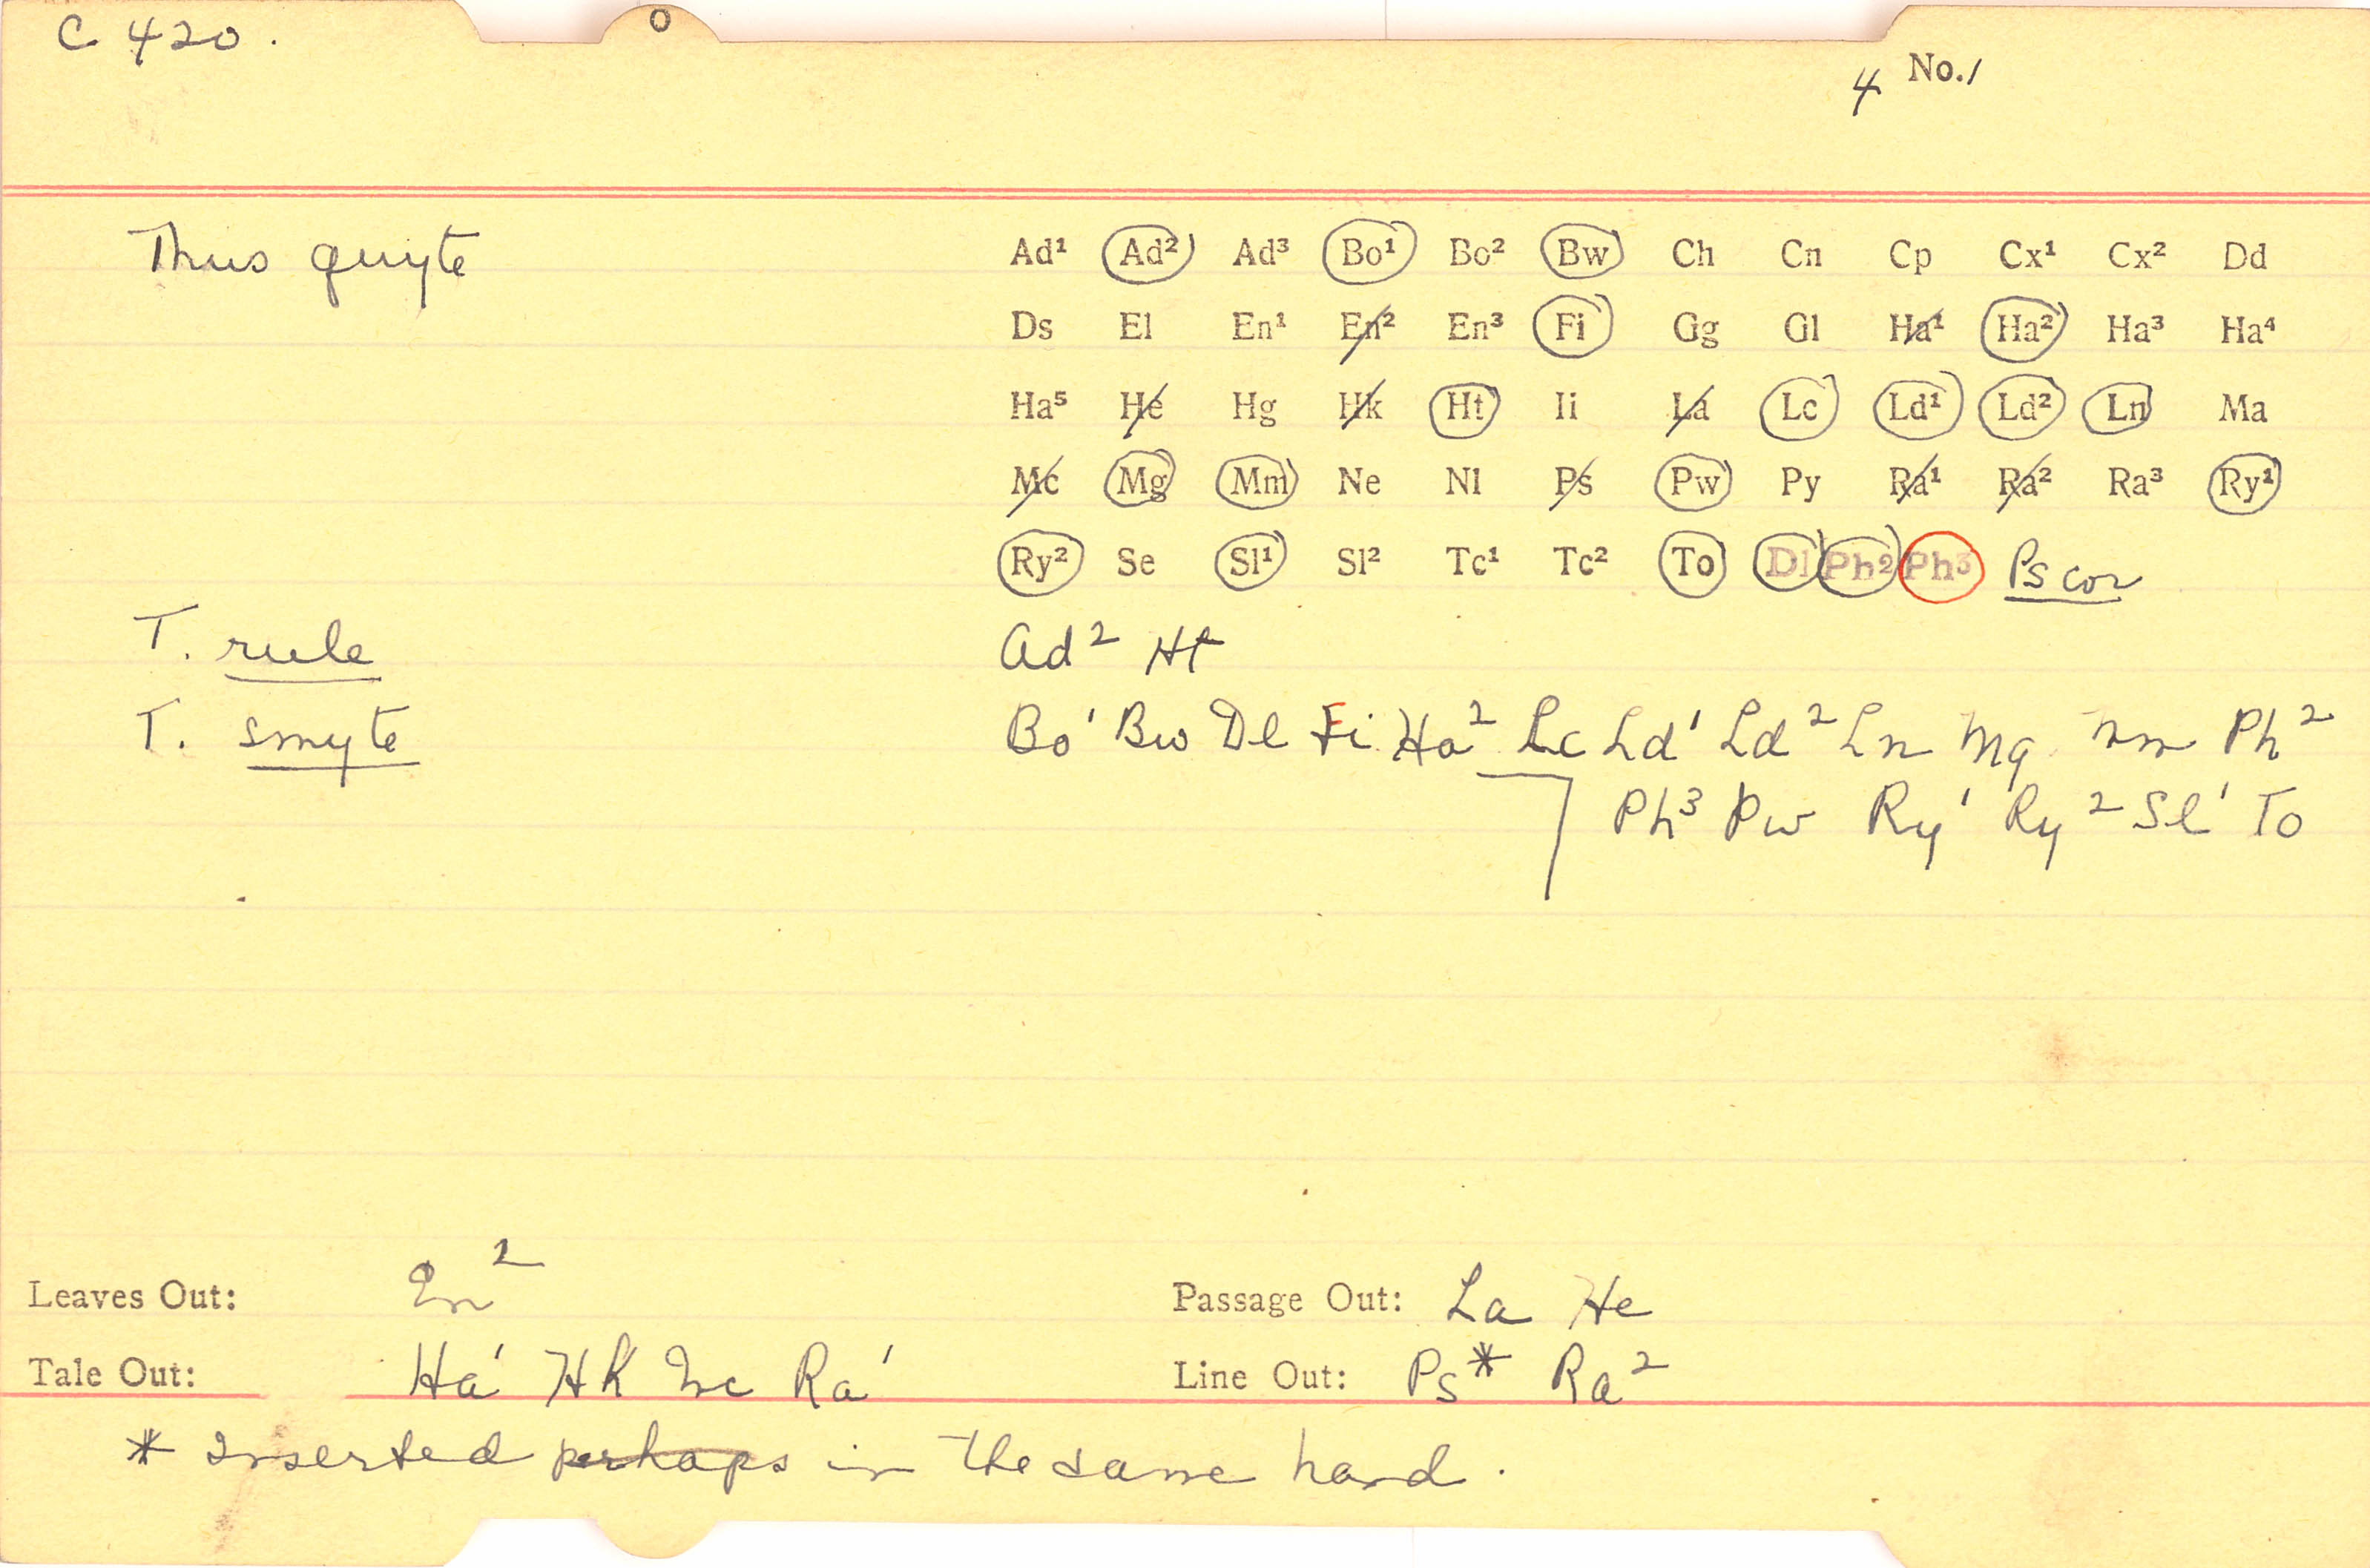 C 420.
4 No. 1
Thus quyte
Ad¹ Ad² Ad³ Bo¹ Bo² Bw Ch Cn Cp Cx¹ Cx² Dd
Ds El En¹ En² En³ Fi Gg Gl Ha¹ Ha² Ha³ Ha⁴
Ha⁵ He Hg Hk Ht Ii La Lc Ld¹ Ld² Ln Ma
Mc Mg Mm Ne Nl Ps Pw Py Ra¹ Ra² Ra³ Ry¹
Ry² Se Sl¹ Sl² Tc¹ Tc² To Dl Ph² Ph³ Ps cor
T. rule Ad² Ht
T. smyte Bo¹ Bw Dl Fi Ha² Lc Ld¹ Ld² Ln Mg Mm Ph²
Ph³ Pw Ry¹ Ry² Sl¹ To
Leaves Out: En² Passage Out: La He
Tale Out: Ha¹ Hk Mc Ra¹ Line Out: Ps* Ra²
* Inserted perhaps in the same hand.